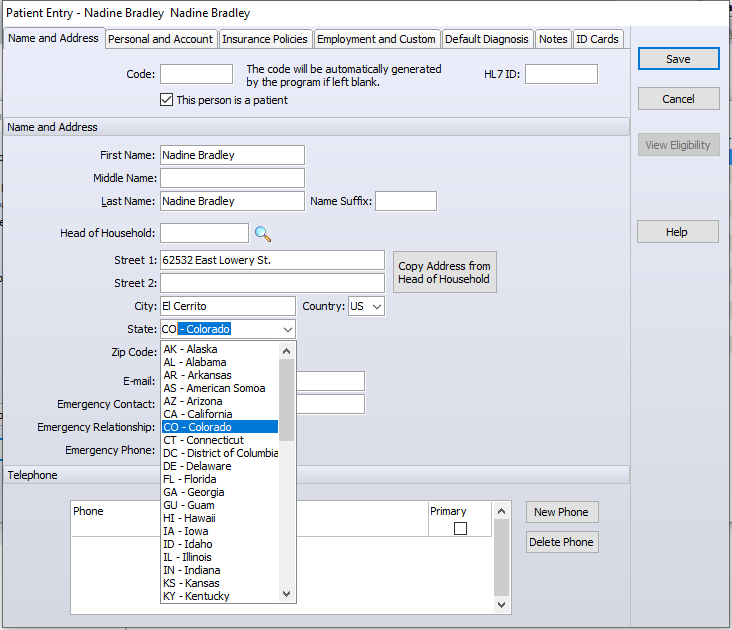 Patient Entry - Nadine Bradley  Nadine Bradley
Name and Address
Personal and Account
Insurance Policies
Employment and Custom
Default Diagnosis
Notes
ID Cards
Code:
The code will be automatically generated
by the program if left blank.
HL7 ID:
This person is a patient
Save
Cancel
View Eligibility
Help
Name and Address
First Name: Nadine Bradley
Middle Name:
Last Name: Nadine Bradley
Name Suffix:
Head of Household:
Street 1: 62532 East Lowery St.
Street 2:
Copy Address from
Head of Household
City: El Cerrito
Country: US
State: CO - Colorado
Zip Code:
E-mail:
Emergency Contact:
Emergency Relationship:
Emergency Phone:
AK - Alaska
AL - Alabama
AR - Arkansas
AS - American Somoa
AZ - Arizona
CA - California
CO - Colorado
CT - Connecticut
DC - District of Columbia
DE - Delaware
FL - Florida
GA - Georgia
GU - Guam
HI - Hawaii
IA - Iowa
ID - Idaho
IL - Illinois
IN - Indiana
KS - Kansas
KY - Kentucky
Telephone
Phone
Primary
New Phone
Delete Phone